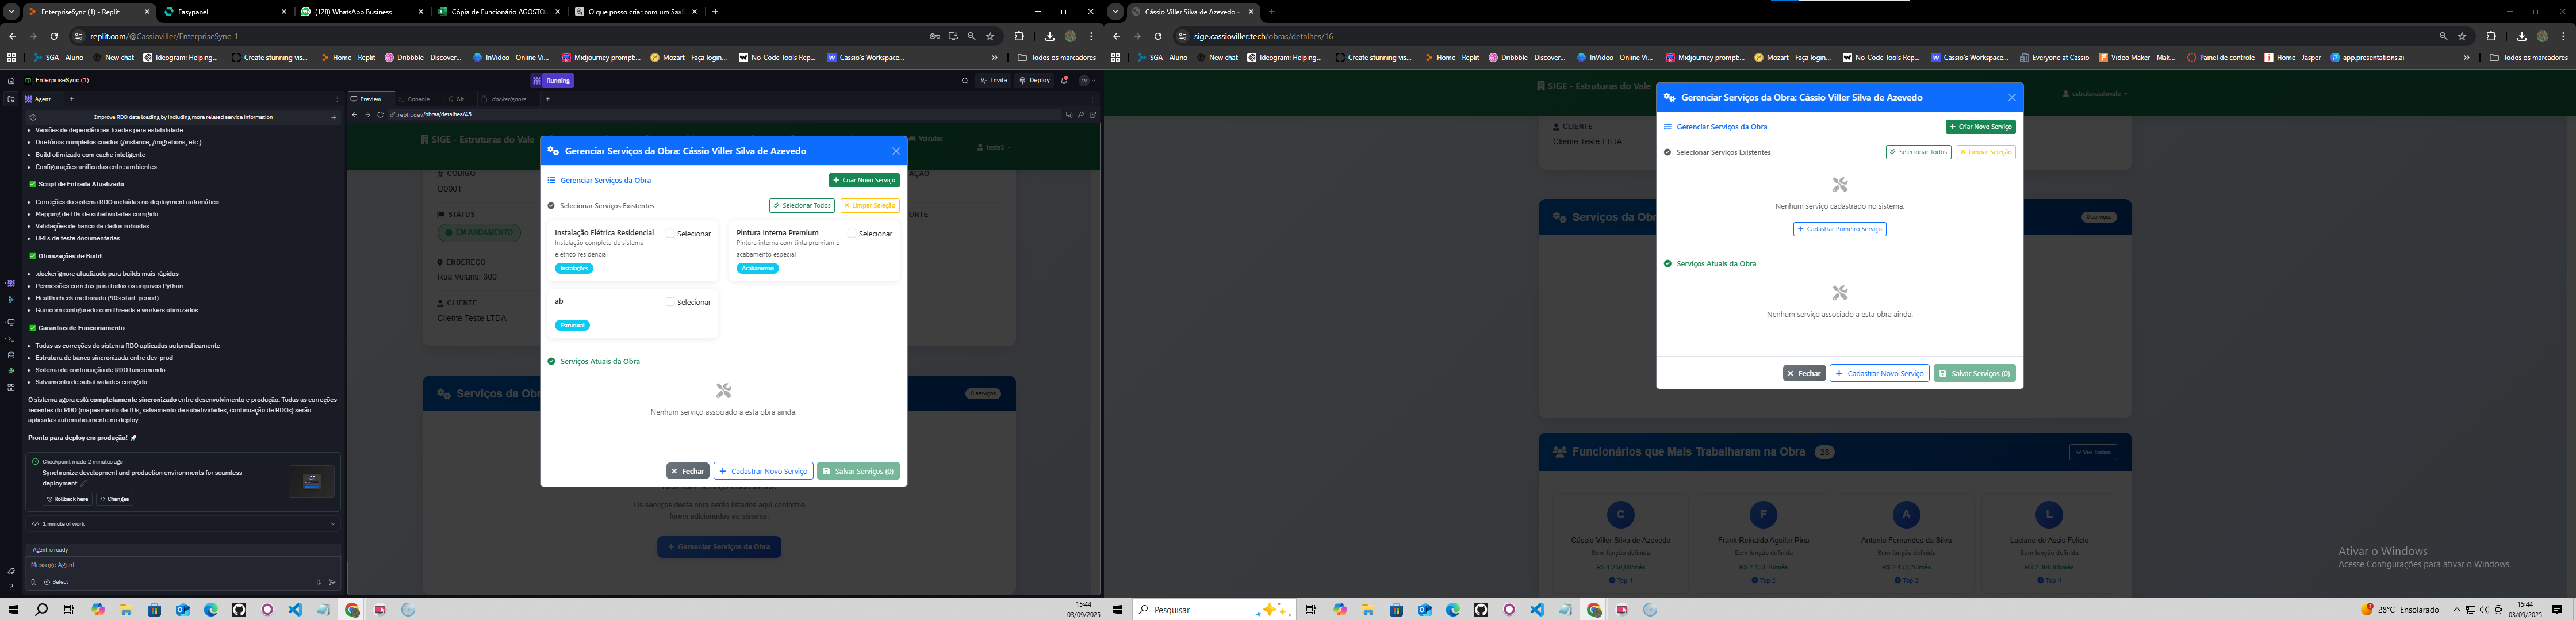 EnterpriseSync (1) - Replit
Easypanel
(128) WhatsApp Business
Cópia de Funcionário AGOSTO.
O que posso criar com um SaaS
replit.com/@Cassioviller/EnterpriseSync-1
SGA - Aluno
New chat
Ideogram: Helping...
Create stunning vis...
Home - Replit
Dribbble - Discover...
InVideo - Online Vi...
Midjourney prompt:...
Mozart - Faça login...
No-Code Tools Rep...
Cassio's Workspace...
Todos os marcadores
EnterpriseSync (1)
Running
Invite
Deploy
Agent
Improve RDO data loading by including more related service information
Versões de dependências fixadas para estabilidade
Diretórios completos criados (/instance, /migrations, etc.)
Build otimizado com cache inteligente
Configurações unificadas entre ambientes
Script de Entrada Atualizado
Correções do sistema RDO incluídas no deployment automático
Mapping de IDs de subatividades corrigido
Validações de banco de dados robustas
URLs de teste documentadas
Otimizações de Build
.dockerignore atualizado para builds mais rápidos
Permissões corretas para todos os arquivos Python
Health check melhorado (90s start-period)
Gunicorn configurado com threads e workers otimizados
Garantias de Funcionamento
Todas as correções do sistema RDO aplicadas automaticamente
Estrutura de banco sincronizada entre dev-prod
Sistema de continuação de RDO funcionando
Salvamento de subatividades corrigido
O sistema agora está completamente sincronizado entre desenvolvimento e produção. Todas as correções
recentes do RDO (mapeamento de IDs, salvamento de subatividades, continuação de RDOs) serão
aplicadas automaticamente no deploy.
Pronto para deploy em produção! 🚀
Checkpoint made 2 minutes ago
Synchronize development and production environments for seamless
deployment
Rollback here
Changes
1 minute of work
Agent is ready
Message Agent...
Select
Preview
Console
Git
.dockerignore
.replit.dev/obras/detalhes/45
SIGE - Estruturas do Vale
Veículos
teste5
# CÓDIGO
O0001
STATUS
EM ANDAMENTO
ENDEREÇO
Rua Volans, 300
CLIENTE
Cliente Teste LTDA
0 serviços
Os serviços desta obra serão listados aqui conforme
forem adicionados ao sistema
+ Gerenciar Serviços da Obra
Gerenciar Serviços da Obra: Cássio Viller Silva de Azevedo
Gerenciar Serviços da Obra
+ Criar Novo Serviço
Selecionar Serviços Existentes
Selecionar Todos
Limpar Seleção
Instalação Elétrica Residencial
Selecionar
Instalação completa de sistema
elétrico residencial
Instalações
Pintura Interna Premium
Selecionar
Pintura interna com tinta premium e
acabamento especial
Acabamento
ab
Selecionar
Estrutural
Serviços Atuais da Obra
Nenhum serviço associado a esta obra ainda.
Fechar
+ Cadastrar Novo Serviço
Salvar Serviços (0)
15:44
03/09/2025
Cássio Viller Silva de Azevedo -
sige.cassioviller.tech/obras/detalhes/16
SGA - Aluno
New chat
Ideogram: Helping...
Create stunning vis...
Home - Replit
Dribbble - Discover...
InVideo - Online Vi...
Midjourney prompt:...
Mozart - Faça login...
No-Code Tools Rep...
Cassio's Workspace...
Everyone at Cassio
Video Maker - Mak...
Painel de controle
Home - Jasper
app.presentations.ai
Todos os marcadores
SIGE - Estruturas do Vale
estruturasdovale
CLIENTE
Cliente Teste LTDA
0 serviços
Gerenciar Serviços da Obra: Cássio Viller Silva de Azevedo
Gerenciar Serviços da Obra
+ Criar Novo Serviço
Selecionar Serviços Existentes
Selecionar Todos
Limpar Seleção
Nenhum serviço cadastrado no sistema.
+ Cadastrar Primeiro Serviço
Serviços Atuais da Obra
Nenhum serviço associado a esta obra ainda.
Fechar
+ Cadastrar Novo Serviço
Salvar Serviços (0)
Funcionários que Mais Trabalharam na Obra
28
Ver Todos
C
Cássio Viller Silva de Azevedo
Sem função definida
Top 1
F
Frank Reinaldo Aguilar Pina
Sem função definida
Top 2
A
Antonio Fernandes da Silva
Sem função definida
Top 3
L
Luciano de Assis Felicio
Sem função definida
Top 4
Ativar o Windows
Acesse Configurações para ativar o Windows.
Pesquisar
28°C Ensolarado
15:44
03/09/2025